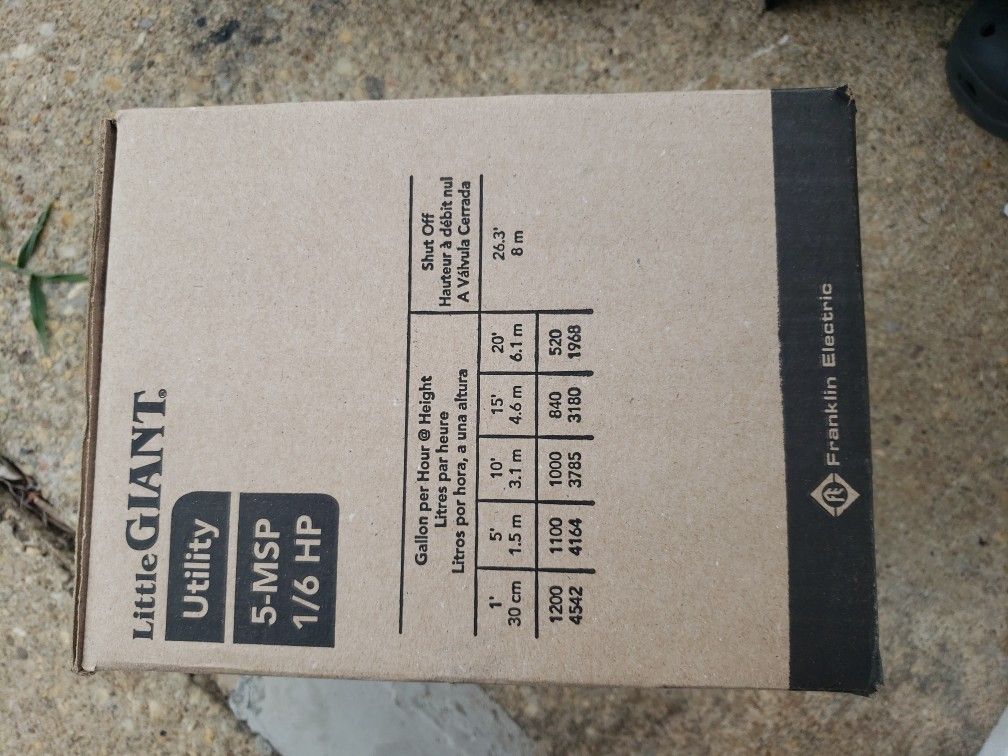 Little GIANT®
Utility
5-MSP
1/6 HP
Gallon per Hour @ Height
Litres par heure
Litros por hora, a una altura
Shut Off
Hauteur à débit nul
A Válvula Cerrada
1' 5' 10' 15' 20' 26.3'
30 cm 1.5 m 3.1 m 4.6 m 6.1 m 8 m
1200 1100 1000 840 520
4542 4164 3785 3180 1968
Franklin Electric